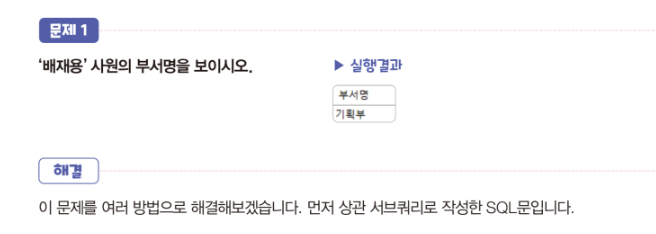 문제 1
'배재용' 사원의 부서명을 보이시오.
▶ 실행결과
부서명
기획부
해결
이 문제를 여러 방법으로 해결해보겠습니다. 먼저 상관 서브쿼리로 작성한 SQL문입니다.